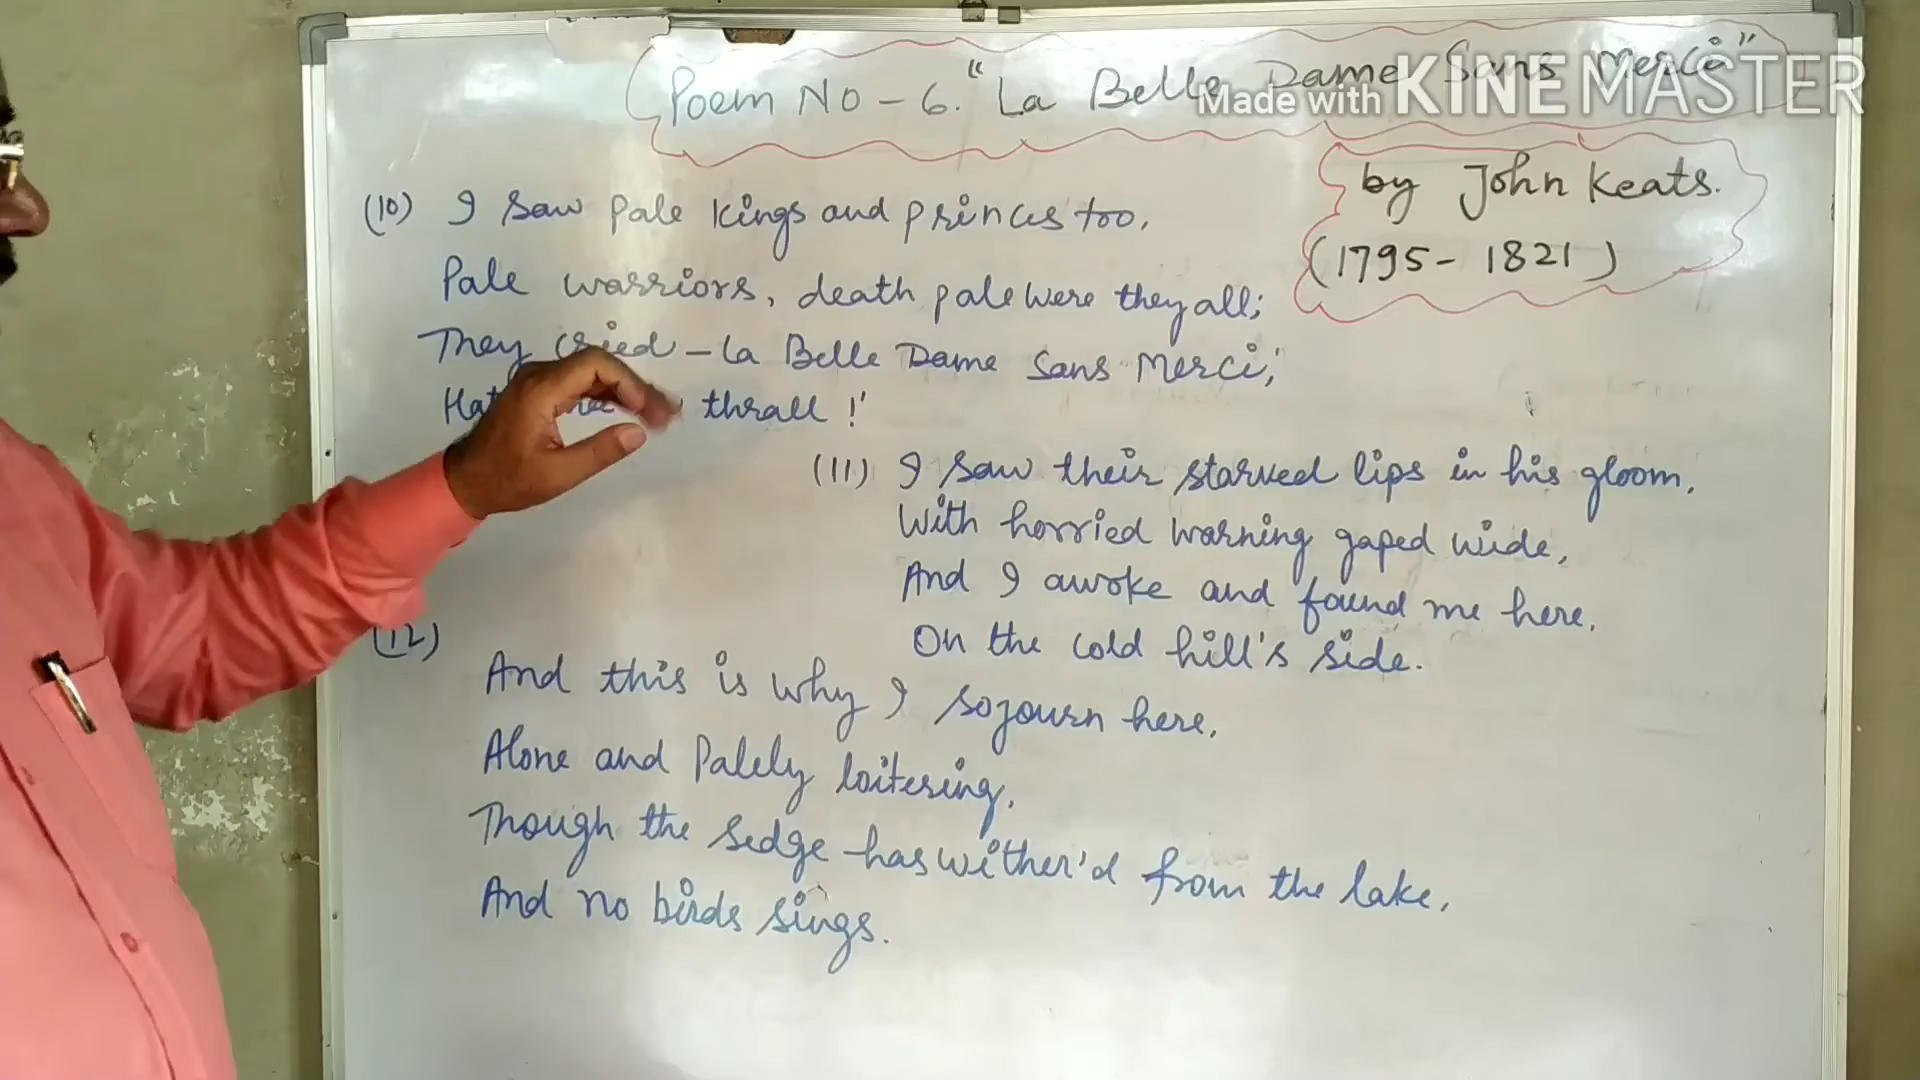 Poem No - 6. "La Belle Dame Sans Merci"
Made with KINEMASTER
by John Keats.
(1795 - 1821)
(10) I saw pale kings and princes too,
Pale warriors, death pale were they all;
They cried - La Belle Dame Sans Merci;
thrall !'
(11) I saw their starved lips in his gloom,
With horried warning gaped wide,
And I awoke and found me here,
On the cold hill's side.
(12)
And this is why I sojourn here,
Alone and Palely loitering,
Though the sedge has wither'd from the lake,
And no birds sings.